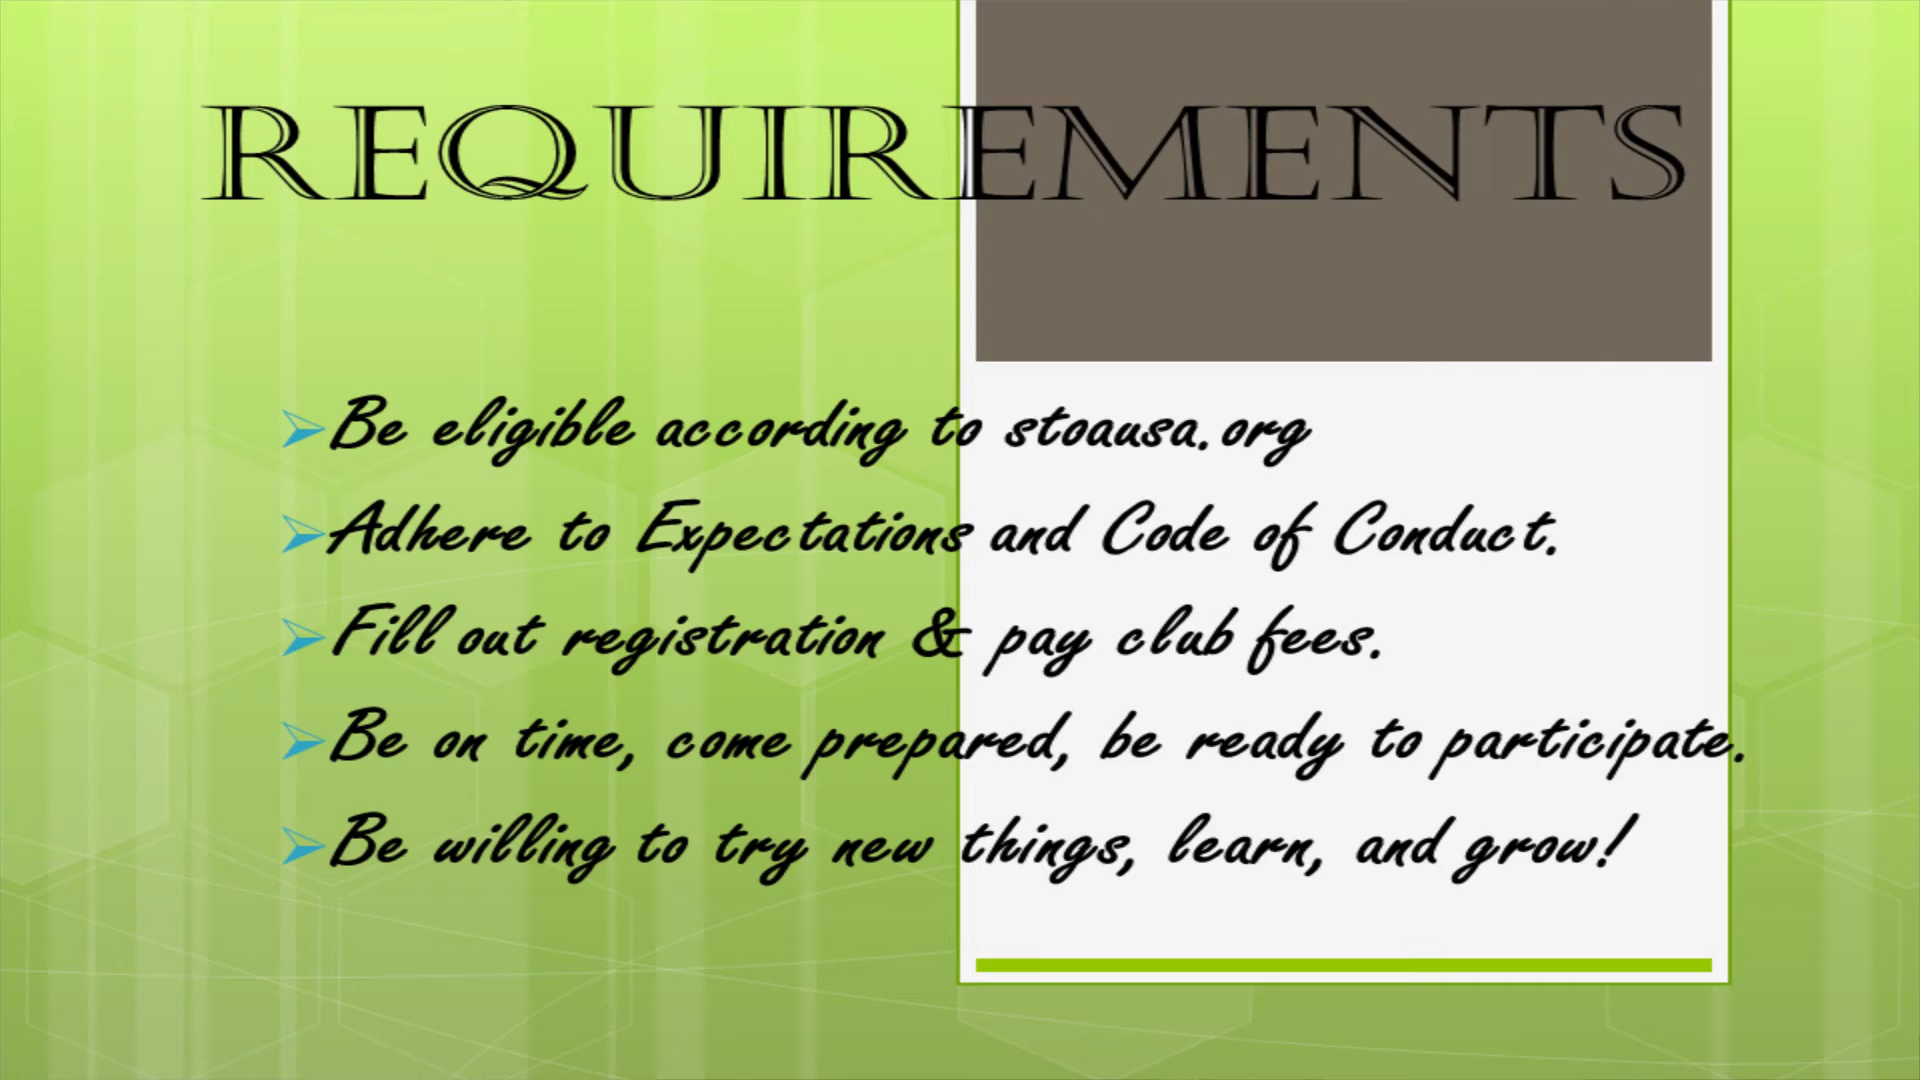 REQUIREMENTS
Be eligible according to stoausa.org
Adhere to Expectations and Code of Conduct.
Fill out registration & pay club fees.
Be on time, come prepared, be ready to participate.
Be willing to try new things, learn, and grow!